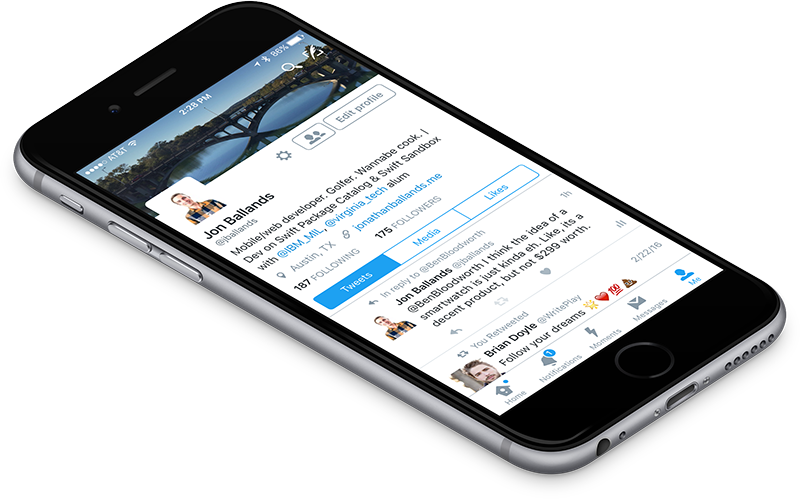 AT&T 2:28 PM 86%
Edit profile
Jon Ballands
@jballands
Mobile/web developer. Golfer. Wannabe cook. |
Dev on Swift Package Catalog & Swift Sandbox
with @IBM_MIL, @virginia_tech alum
Austin, TX jonathanballands.me
187 FOLLOWING 175 FOLLOWERS
Tweets Media Likes
In reply to @BenBloodworth
Jon Ballands @jballands 1h
@BenBloodworth I think the idea of a
smartwatch is just kinda eh. Like, its a
decent product, but not $299 worth.
You Retweeted
Brian Doyle @WritePlay 2/22/16
Follow your dreams 🌟❤️💯💩
1
Home Notifications Moments Messages Me